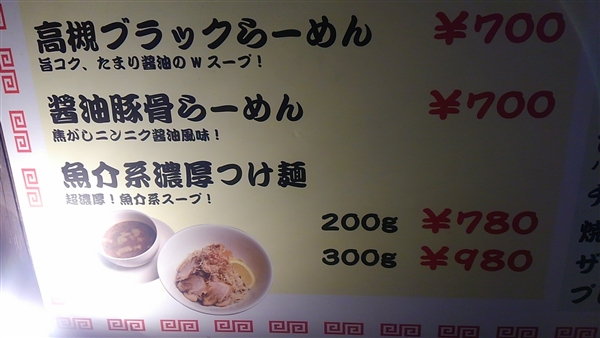 高槻ブラックらーめん ¥700
旨コク、たまり醤油のWスープ!
醤油豚骨らーめん ¥700
焦がしニンニク醤油風味!
魚介系濃厚つけ麺
超濃厚!魚介系スープ!
200g ¥780
300g ¥980
焼
ザ